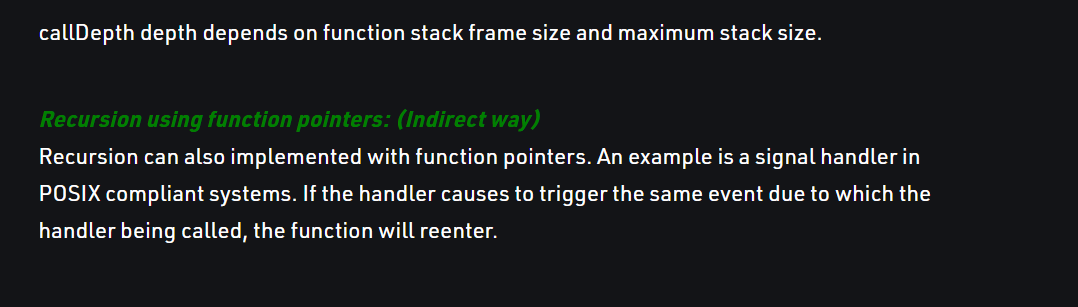 callDepth depth depends on function stack frame size and maximum stack size.
Recursion using function pointers: (Indirect way)
Recursion can also implemented with function pointers. An example is a signal handler in
POSIX compliant systems. If the handler causes to trigger the same event due to which the
handler being called, the function will reenter.